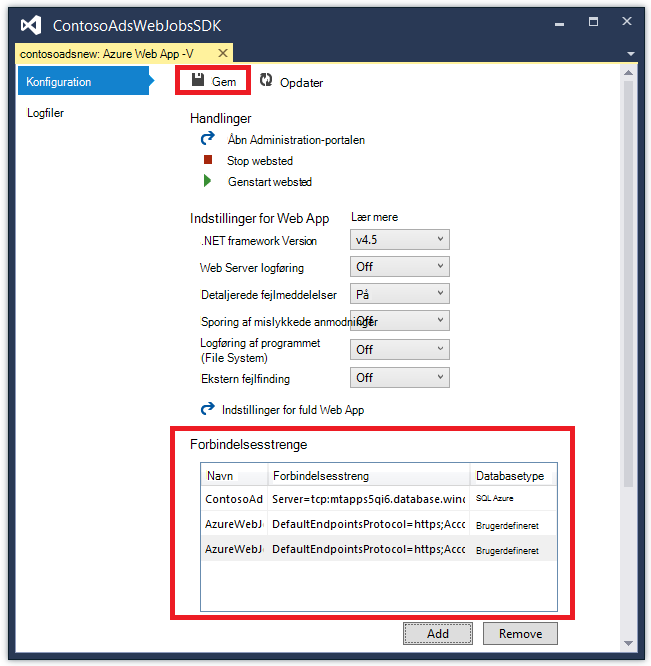 ContosoAdsWebJobsSDK
contosoadsnew: Azure Web App -V
Konfiguration
Logfiler
Gem
Opdater
Handlinger
Åbn Administration-portalen
Stop websted
Genstart websted
Indstillinger for Web App Lær mere
.NET framework Version v4.5
Web Server logføring Off
Detaljerede fejlmeddelelser På
Sporing af mislykkede anmodninger Off
Logføring af programmet
(File System) Off
Ekstern fejlfinding Off
Indstillinger for fuld Web App
Forbindelsesstrenge
Navn Forbindelsesstreng Databasetype
ContosoAd Server=tcp:mtapps5qi6.database.wind SQL Azure
AzureWebJ DefaultEndpointsProtocol=https;Acco Brugerdefineret
AzureWebJ DefaultEndpointsProtocol=https;Acco Brugerdefineret
Add Remove